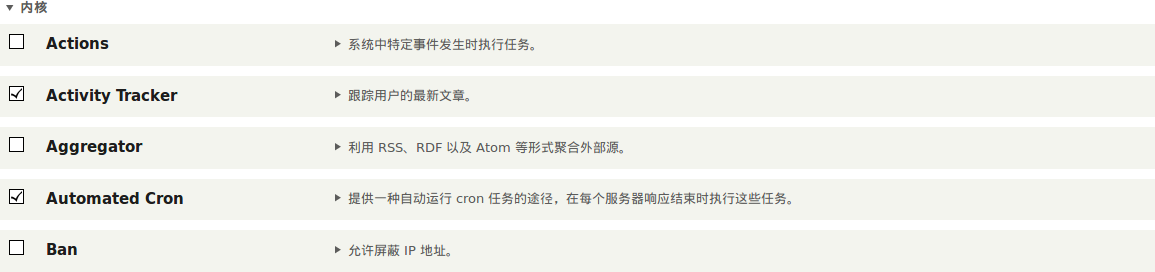 内核
Actions 系统中特定事件发生时执行任务。
Activity Tracker 跟踪用户的最新文章。
Aggregator 利用 RSS、RDF 以及 Atom 等形式聚合外部源。
Automated Cron 提供一种自动运行 cron 任务的途径，在每个服务器响应结束时执行这些任务。
Ban 允许屏蔽 IP 地址。